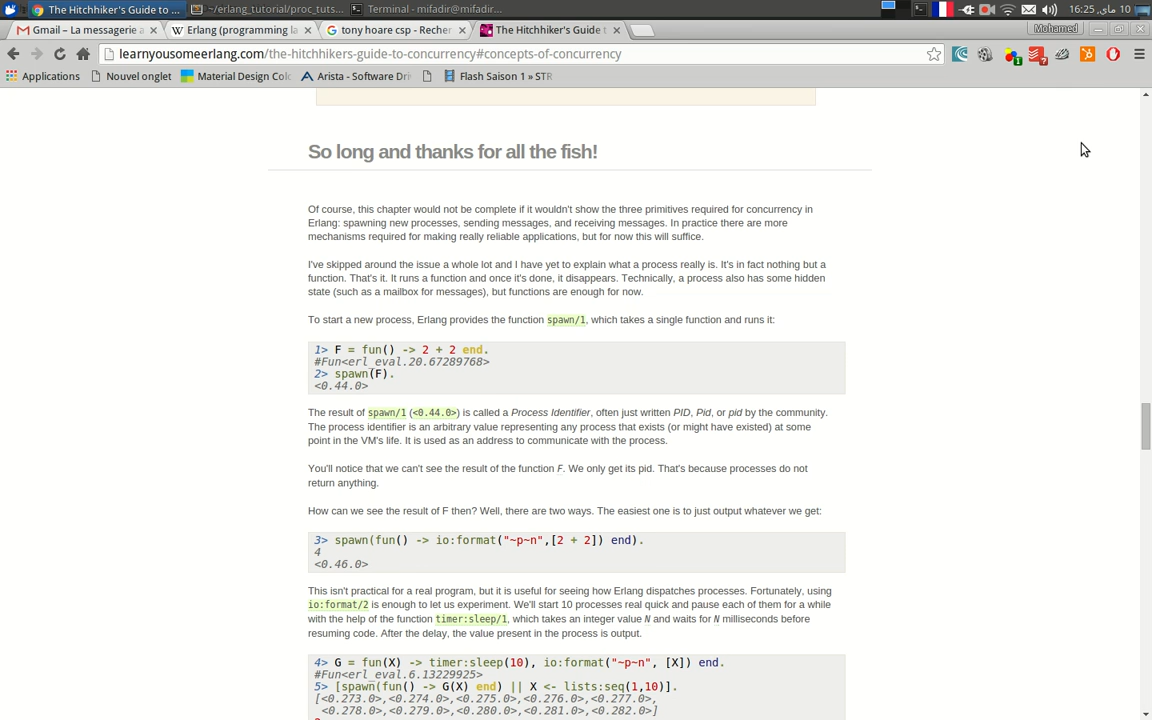 The Hitchhiker's Guide to ...
~/erlang_tutorial/proc_tuts...
Terminal - mifadir@mifadir...
10 ماي, 16:25
Gmail – La messagerie a
Erlang (programming la
tony hoare csp - Recher
The Hitchhiker's Guide t
Mohamed
learnyousomeerlang.com/the-hitchhikers-guide-to-concurrency#concepts-of-concurrency
Applications
Nouvel onglet
Material Design Colo
Arista - Software Driv
Flash Saison 1 » STR
So long and thanks for all the fish!
Of course, this chapter would not be complete if it wouldn't show the three primitives required for concurrency in
Erlang: spawning new processes, sending messages, and receiving messages. In practice there are more
mechanisms required for making really reliable applications, but for now this will suffice.
I've skipped around the issue a whole lot and I have yet to explain what a process really is. It's in fact nothing but a
function. That's it. It runs a function and once it's done, it disappears. Technically, a process also has some hidden
state (such as a mailbox for messages), but functions are enough for now.
To start a new process, Erlang provides the function spawn/1, which takes a single function and runs it:
1> F = fun() -> 2 + 2 end.
#Fun<erl_eval.20.67289768>
2> spawn(F).
<0.44.0>
The result of spawn/1 (<0.44.0>) is called a Process Identifier, often just written PID, Pid, or pid by the community.
The process identifier is an arbitrary value representing any process that exists (or might have existed) at some
point in the VM's life. It is used as an address to communicate with the process.
You'll notice that we can't see the result of the function F. We only get its pid. That's because processes do not
return anything.
How can we see the result of F then? Well, there are two ways. The easiest one is to just output whatever we get:
3> spawn(fun() -> io:format("~p~n",[2 + 2]) end).
4
<0.46.0>
This isn't practical for a real program, but it is useful for seeing how Erlang dispatches processes. Fortunately, using
io:format/2 is enough to let us experiment. We'll start 10 processes real quick and pause each of them for a while
with the help of the function timer:sleep/1, which takes an integer value N and waits for N milliseconds before
resuming code. After the delay, the value present in the process is output.
4> G = fun(X) -> timer:sleep(10), io:format("~p~n", [X]) end.
#Fun<erl_eval.6.13229925>
5> [spawn(fun() -> G(X) end) || X <- lists:seq(1,10)].
[<0.273.0>,<0.274.0>,<0.275.0>,<0.276.0>,<0.277.0>,
<0.278.0>,<0.279.0>,<0.280.0>,<0.281.0>,<0.282.0>]